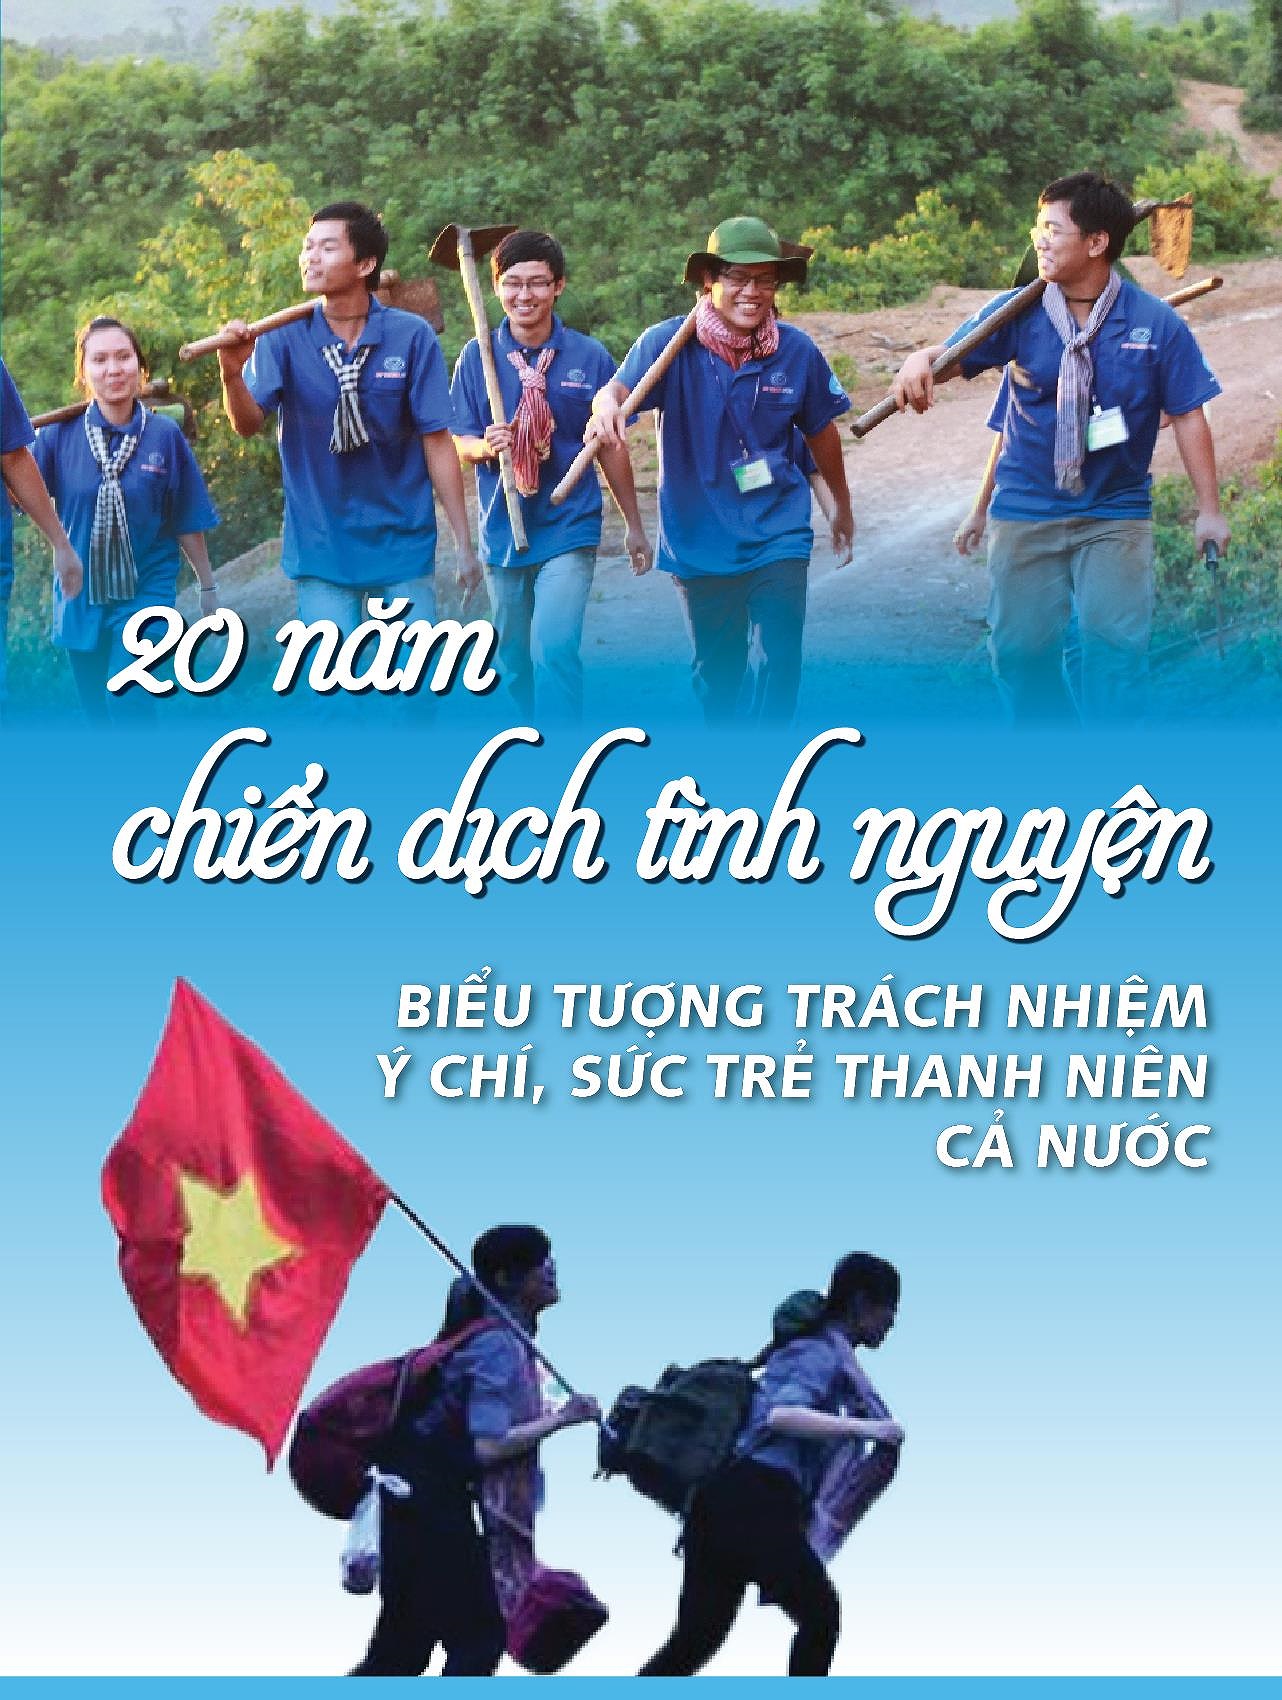 20 năm
chiến dịch tình nguyện
BIỂU TƯỢNG TRÁCH NHIỆM
Ý CHÍ, SỨC TRẺ THANH NIÊN
CẢ NƯỚC